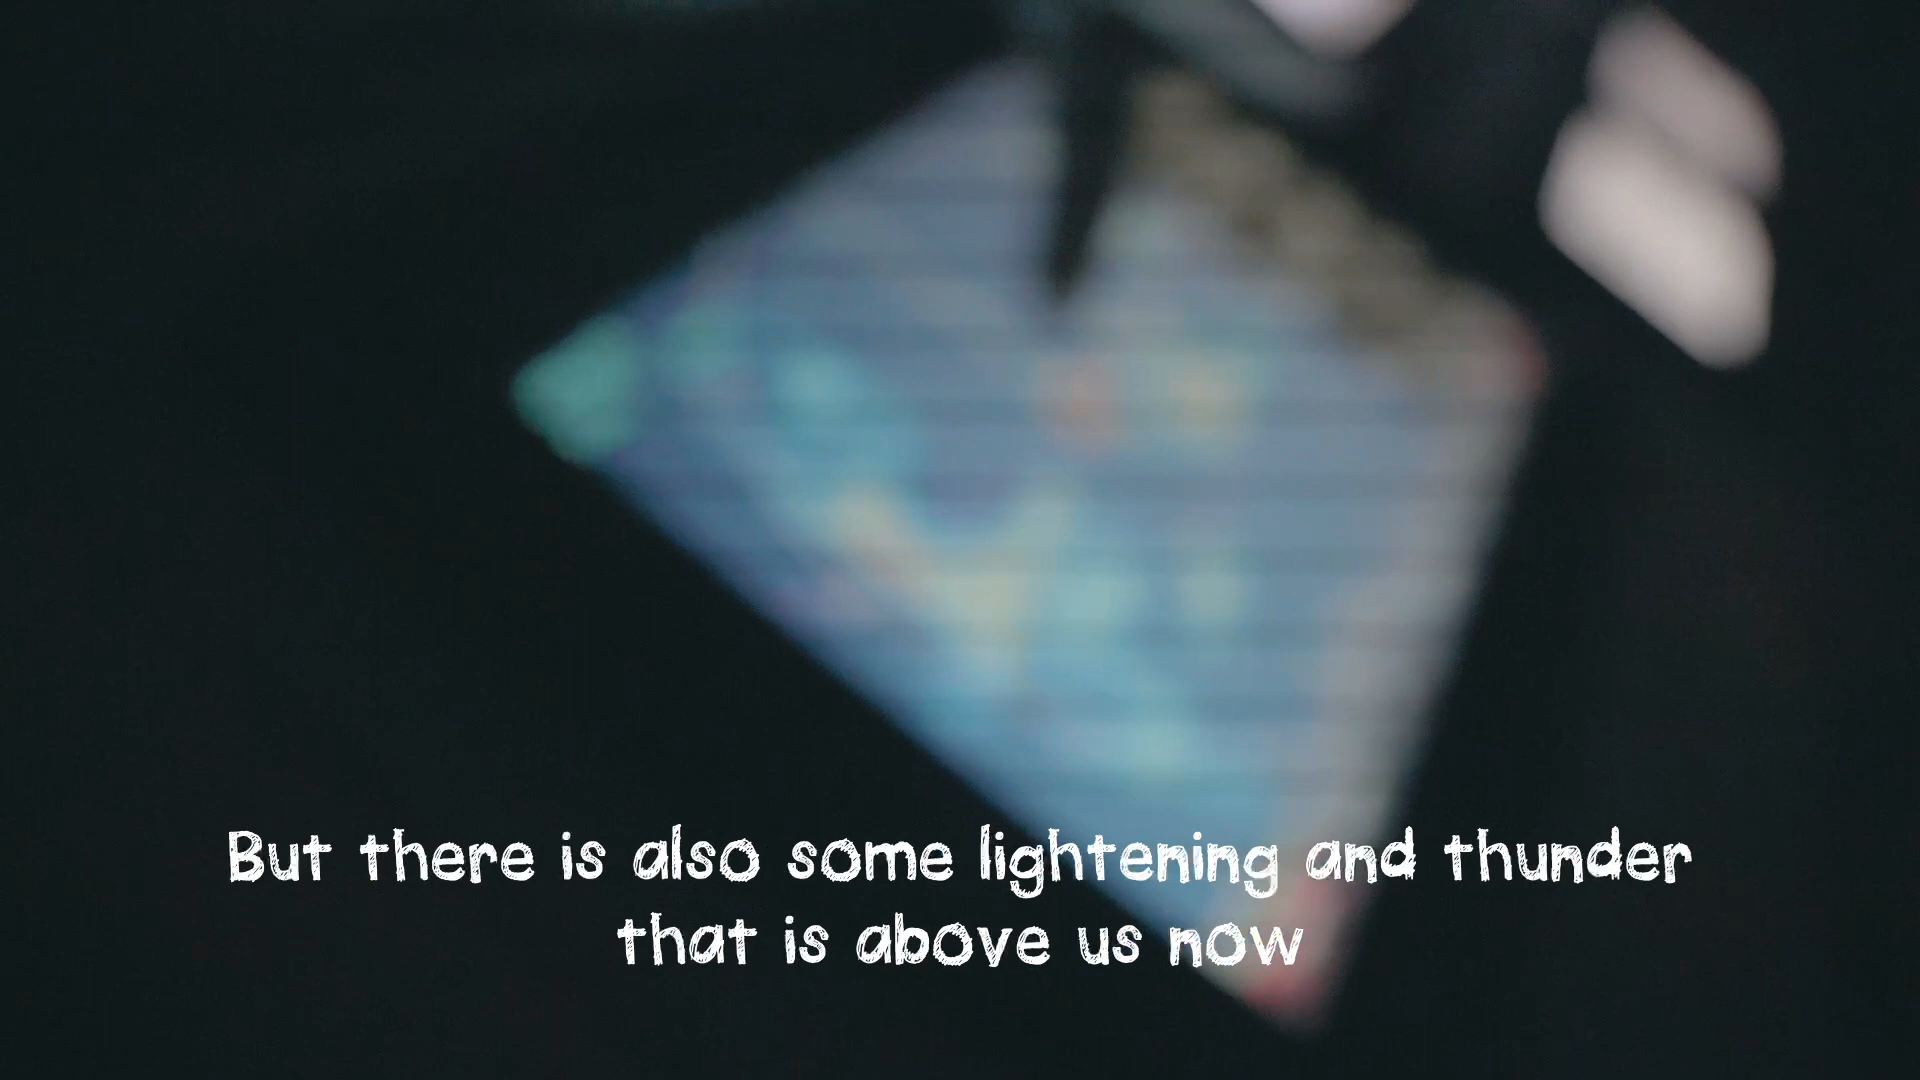 But there is also some lightening and thunder
that is above us now